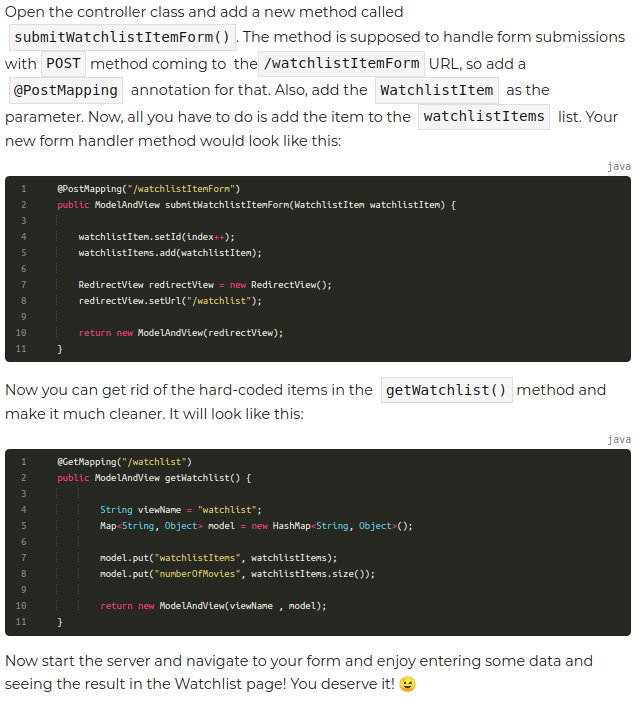 Open the controller class and add a new method called
submitWatchlistItemForm() . The method is supposed to handle form submissions
with POST method coming to the /watchlistItemForm URL, so add a
@PostMapping annotation for that. Also, add the WatchlistItem as the
parameter. Now, all you have to do is add the item to the watchlistItems list. Your
new form handler method would look like this:
java
1 @PostMapping("/watchlistItemForm")
2 public ModelAndView submitWatchlistItemForm(WatchlistItem watchlistItem) {
3
4 watchlistItem.setId(index++);
5 watchlistItems.add(watchlistItem);
6
7 RedirectView redirectView = new RedirectView();
8 redirectView.setUrl("/watchlist");
9
10 return new ModelAndView(redirectView);
11 }
Now you can get rid of the hard-coded items in the getWatchlist() method and
make it much cleaner. It will look like this:
java
1 @GetMapping("/watchlist")
2 public ModelAndView getWatchlist() {
3
4 String viewName = "watchlist";
5 Map<String, Object> model = new HashMap<String, Object>();
6
7 model.put("watchlistItems", watchlistItems);
8 model.put("numberOfMovies", watchlistItems.size());
9
10 return new ModelAndView(viewName , model);
11 }
Now start the server and navigate to your form and enjoy entering some data and
seeing the result in the Watchlist page! You deserve it! 😉